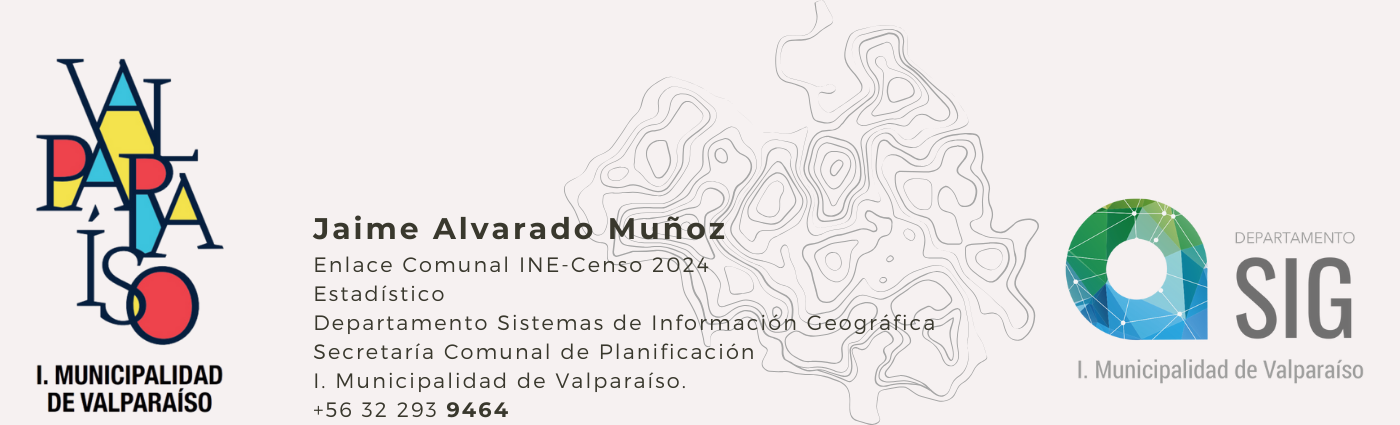 VAL
PARA
ÍSO
I. MUNICIPALIDAD
DE VALPARAÍSO
Jaime Alvarado Muñoz
Enlace Comunal INE-Censo 2024
Estadístico
Departamento Sistemas de Información Geográfica
Secretaría Comunal de Planificación
I. Municipalidad de Valparaíso.
+56 32 293 9464
DEPARTAMENTO
SIG
I. Municipalidad de Valparaíso